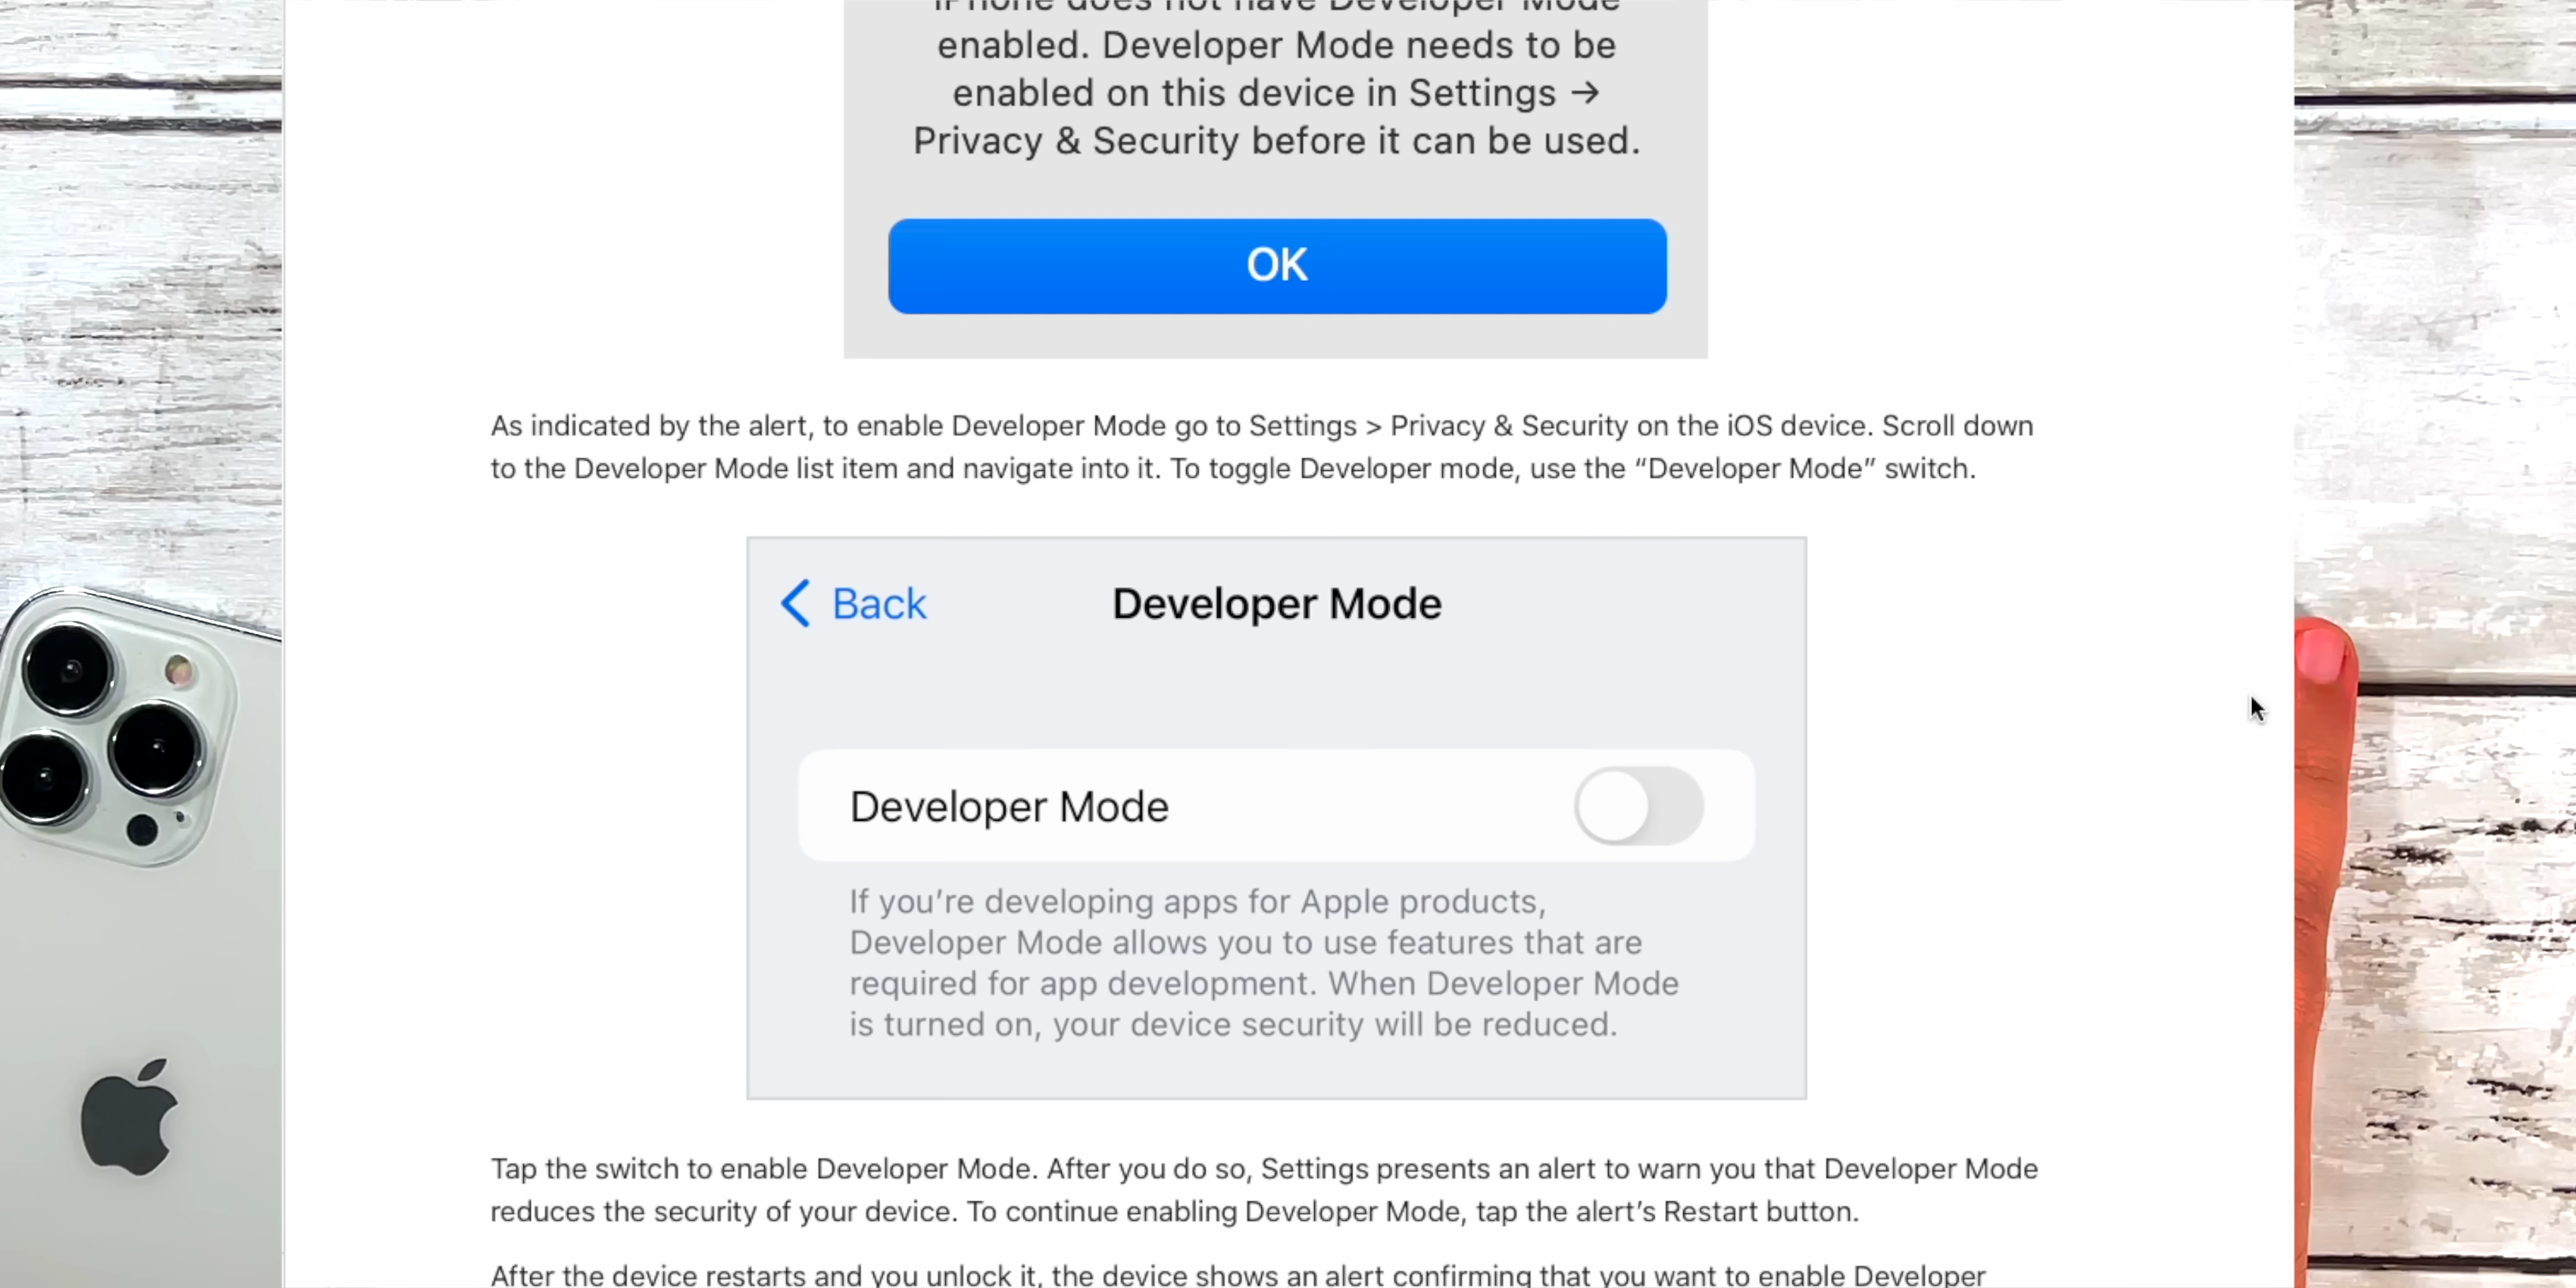 iPhone does not have Developer Mode
enabled. Developer Mode needs to be
enabled on this device in Settings →
Privacy & Security before it can be used.
OK
As indicated by the alert, to enable Developer Mode go to Settings > Privacy & Security on the iOS device. Scroll down
to the Developer Mode list item and navigate into it. To toggle Developer mode, use the “Developer Mode” switch.
Back Developer Mode
Developer Mode
If you’re developing apps for Apple products,
Developer Mode allows you to use features that are
required for app development. When Developer Mode
is turned on, your device security will be reduced.
Tap the switch to enable Developer Mode. After you do so, Settings presents an alert to warn you that Developer Mode
reduces the security of your device. To continue enabling Developer Mode, tap the alert’s Restart button.
After the device restarts and you unlock it, the device shows an alert confirming that you want to enable Developer